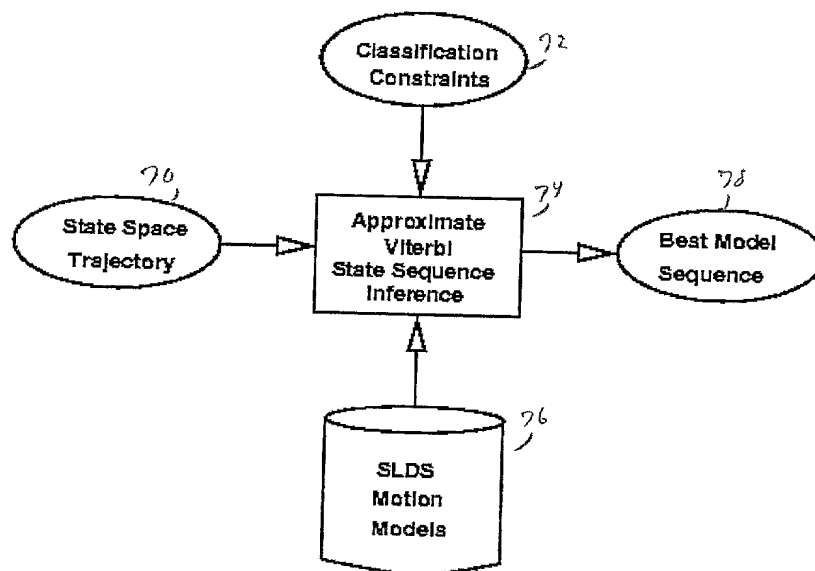 Classification
Constraints
72
70
State Space
Trajectory
74
Approximate
Viterbi
State Sequence
Inference
78
Best Model
Sequence
76
SLDS
Motion
Models